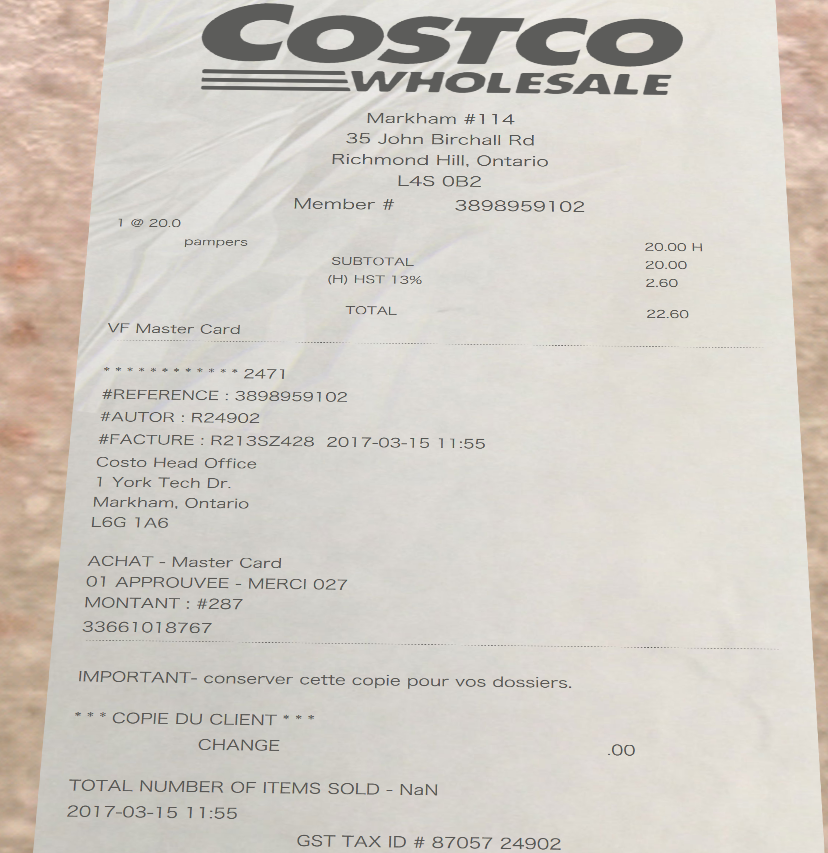 COSTCO
WHOLESALE
Markham #114
35 John Birchall Rd
Richmond Hill, Ontario
L4S 0B2
Member # 3898959102
1 @ 20.0
pampers 20.00 H
SUBTOTAL 20.00
(H) HST 13% 2.60
TOTAL 22.60
VF Master Card
* * * * * * * * * * * * 2471
#REFERENCE : 3898959102
#AUTOR : R24902
#FACTURE : R213SZ428 2017-03-15 11:55
Costo Head Office
1 York Tech Dr.
Markham, Ontario
L6G 1A6
ACHAT - Master Card
01 APPROUVEE - MERCI 027
MONTANT : #287
33661018767
IMPORTANT- conserver cette copie pour vos dossiers.
* * * COPIE DU CLIENT * * *
CHANGE .00
TOTAL NUMBER OF ITEMS SOLD - NaN
2017-03-15 11:55
GST TAX ID # 87057 24902